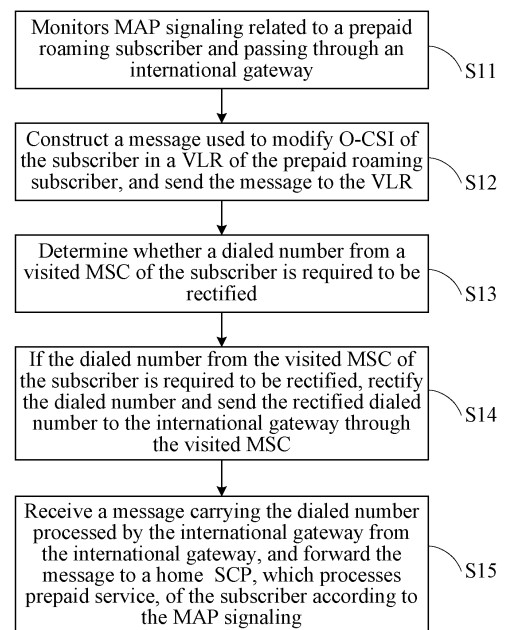 Monitors MAP signaling related to a prepaid
roaming subscriber and passing through an
international gateway
S11
Construct a message used to modify O-CSI of
the subscriber in a VLR of the prepaid roaming
subscriber, and send the message to the VLR
S12
Determine whether a dialed number from a
visited MSC of the subscriber is required to be
rectified
S13
If the dialed number from the visited MSC of
the subscriber is required to be rectified, rectify
the dialed number and send the rectified dialed
number to the international gateway through
the visited MSC
S14
Receive a message carrying the dialed number
processed by the international gateway from
the international gateway, and forward the
message to a home SCP, which processes
prepaid service, of the subscriber according to
the MAP signaling
S15